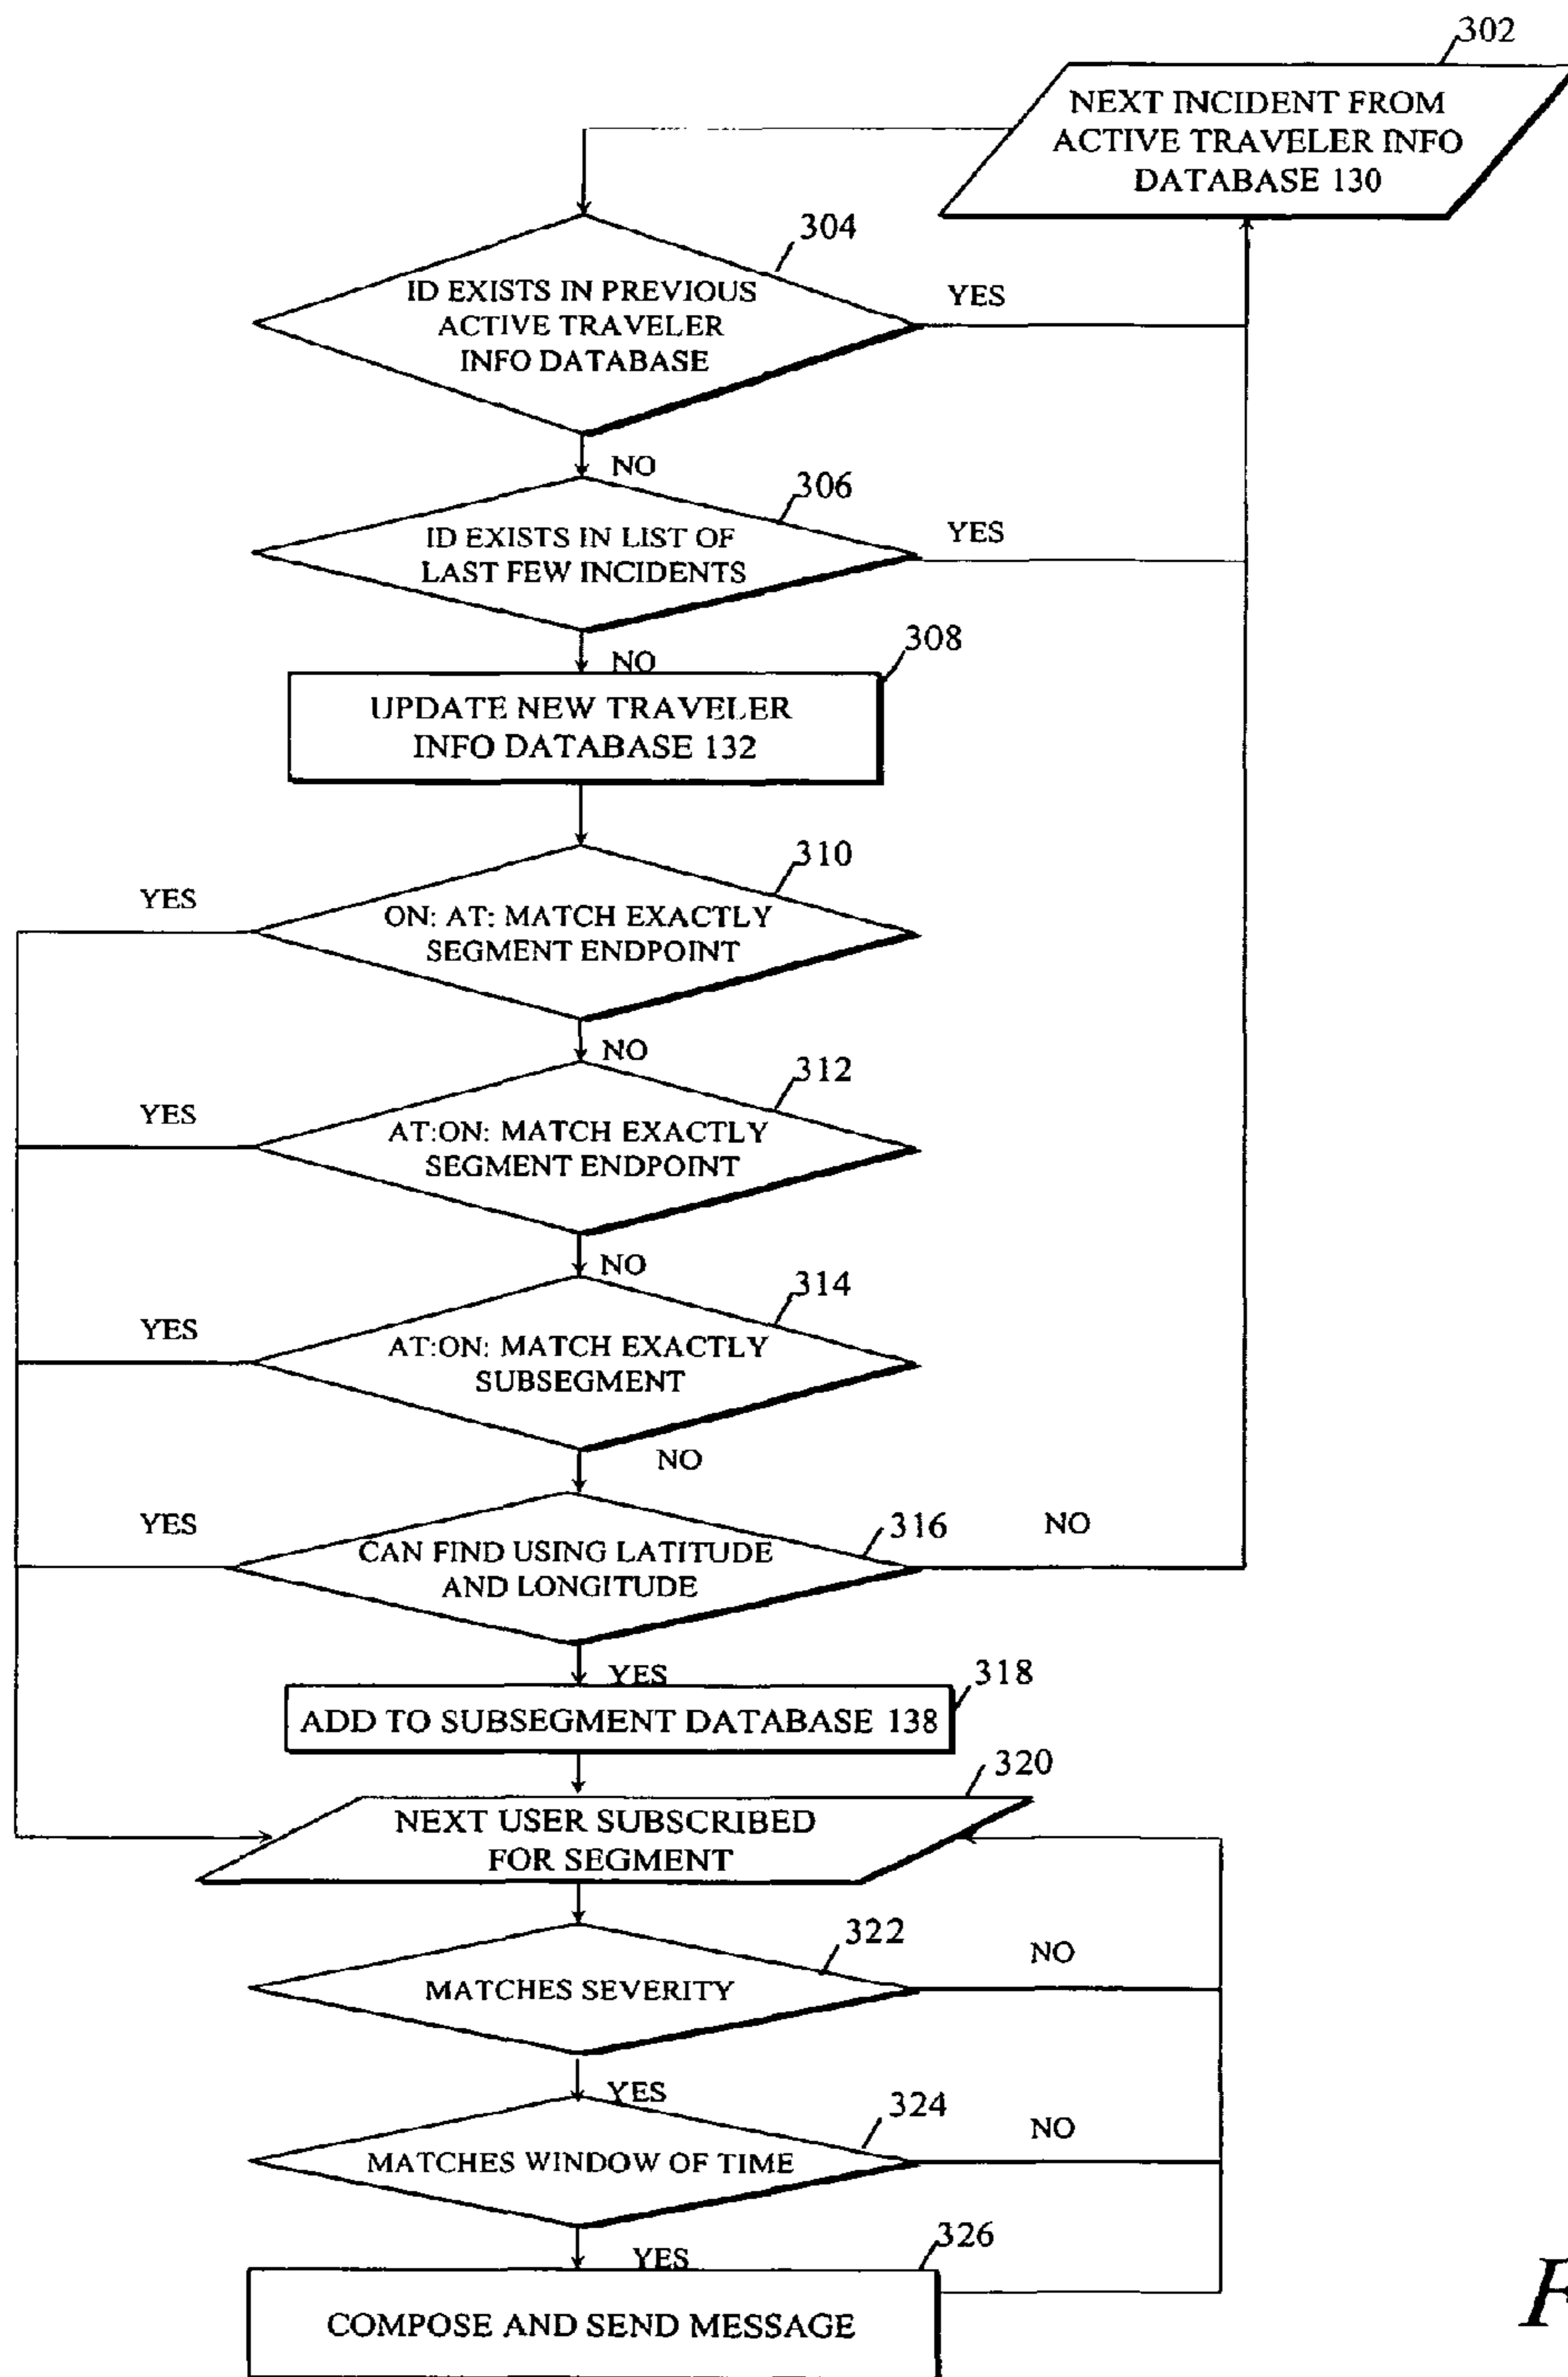 302
NEXT INCIDENT FROM
ACTIVE TRAVELER INFO
DATABASE 130
304
ID EXISTS IN PREVIOUS
ACTIVE TRAVELER
INFO DATABASE
YES
NO
306
ID EXISTS IN LIST OF
LAST FEW INCIDENTS
YES
NO
308
UPDATE NEW TRAVELER
INFO DATABASE 132
310
YES
ON: AT: MATCH EXACTLY
SEGMENT ENDPOINT
NO
312
YES
AT:ON: MATCH EXACTLY
SEGMENT ENDPOINT
NO
314
YES
AT:ON: MATCH EXACTLY
SUBSEGMENT
NO
YES
316
NO
CAN FIND USING LATITUDE
AND LONGITUDE
YES
318
ADD TO SUBSEGMENT DATABASE 138
320
NEXT USER SUBSCRIBED
FOR SEGMENT
322
NO
MATCHES SEVERITY
YES
324
NO
MATCHES WINDOW OF TIME
YES
326
COMPOSE AND SEND MESSAGE